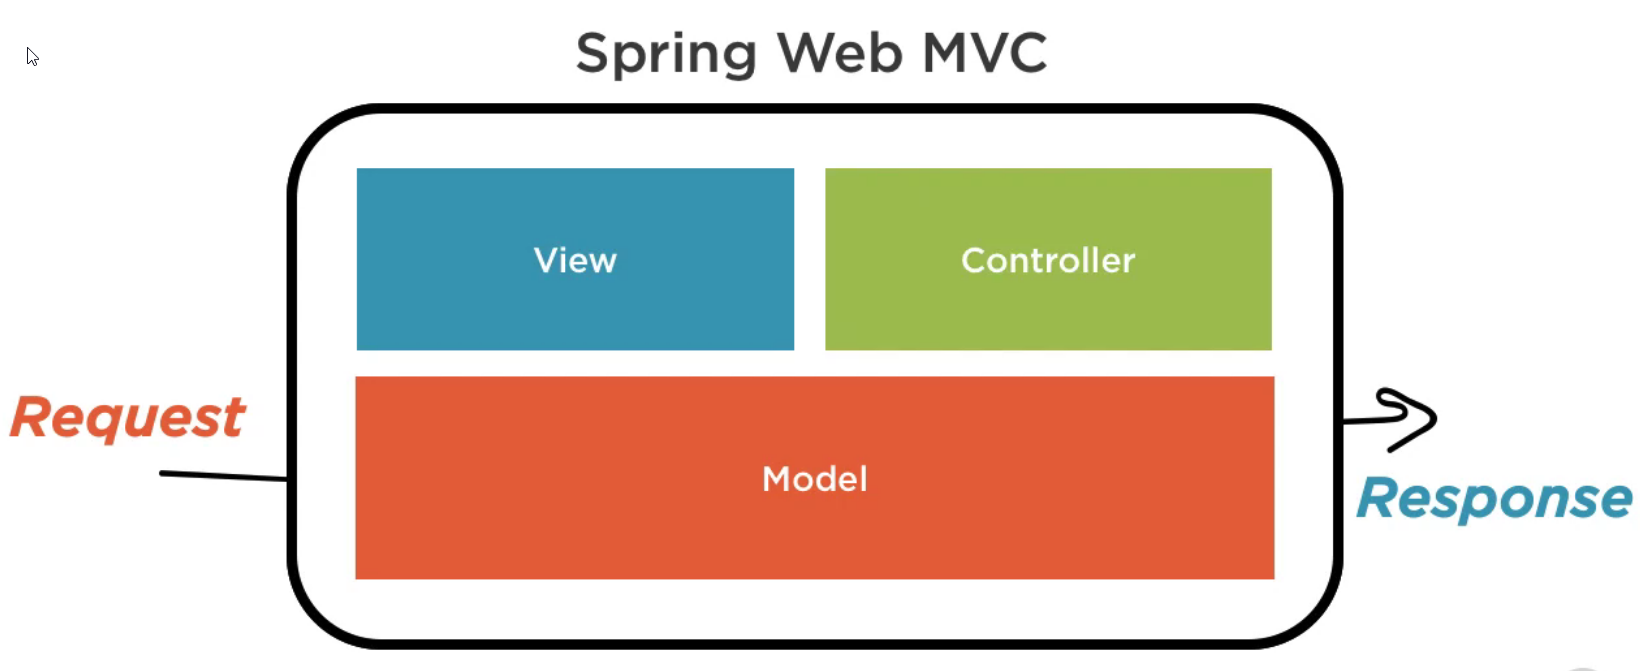 Spring Web MVC
View
Controller
Request
Model
Response